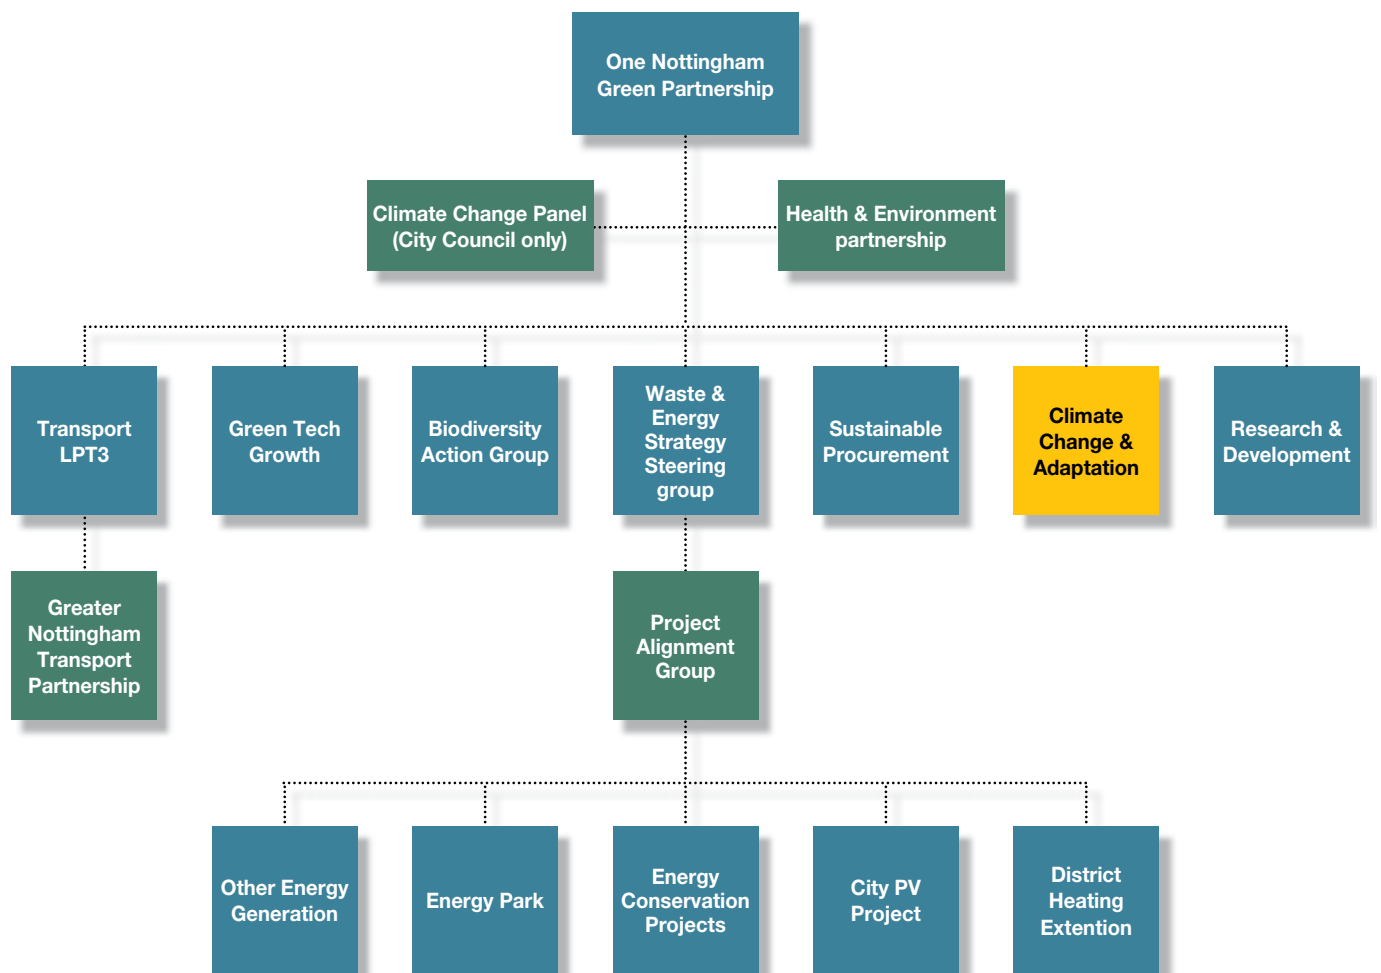 One Nottingham
Green Partnership
Climate Change Panel
(City Council only)
Health & Environment
partnership
Transport
LPT3
Green Tech
Growth
Biodiversity
Action Group
Waste &
Energy
Strategy
Steering
group
Sustainable
Procurement
Climate
Change &
Adaptation
Research &
Development
Greater
Nottingham
Transport
Partnership
Project
Alignment
Group
Other Energy
Generation
Energy Park
Energy
Conservation
Projects
City PV
Project
District
Heating
Extention